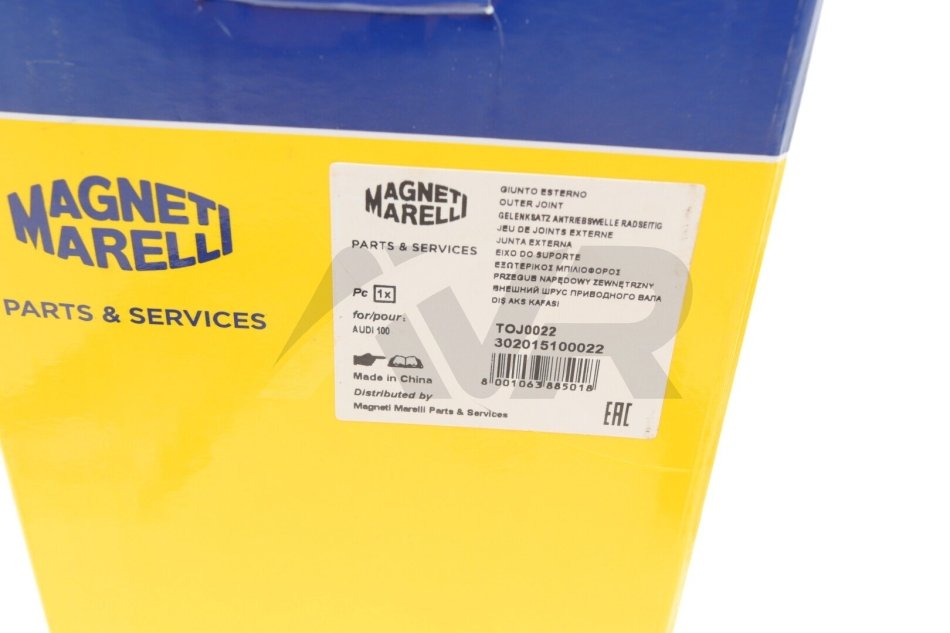 MAGNETI
MARELLI
PARTS & SERVICES
MAGNETI
MARELLI
PARTS & SERVICES
Pc 1x
for/pour:
AUDI 100
Made in China
Distributed by
Magneti Marelli Parts & Services
GIUNTO ESTERNO
OUTER JOINT
GELENKSATZ ANTRIEBSWELLE RADSEITIG
JEU DE JOINTS EXTERNE
JUNTA EXTERNA
EIXO DO SUPORTE
ΕΞΩΤΕΡΙΚΟΣ ΜΠΙΛΙΟΦΟΡΟΣ
PRZEGUB NAPĘDOWY ZEWNĘTRZNY
ВНЕШНИЙ ШРУС ПРИВОДНОГО ВАЛА
DIŞ AKS KAFASI
TOJ0022
302015100022
8 001063 885018
EAC
AVR